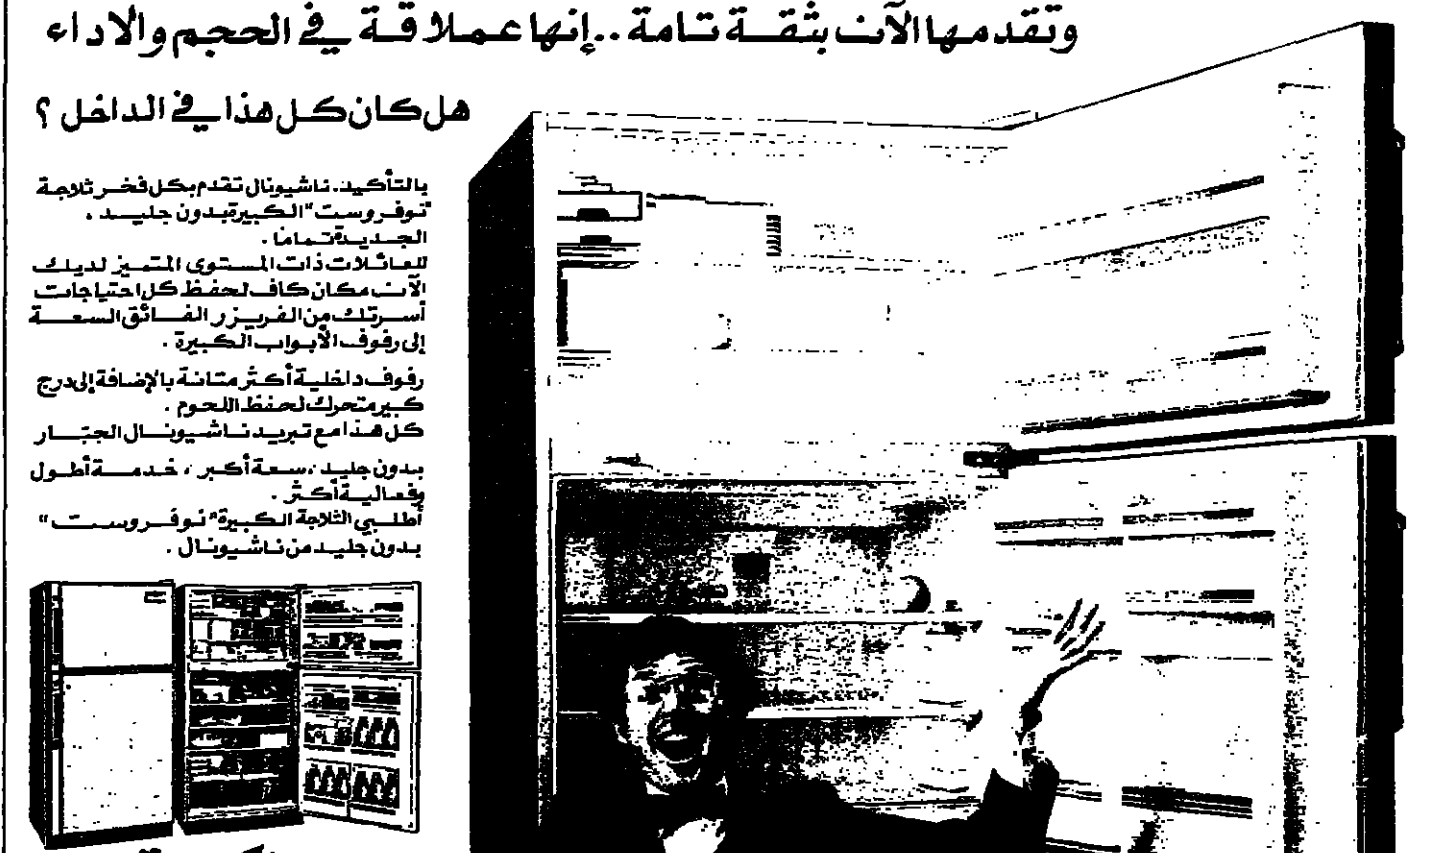 وتقدمها الآن بثقة تامة..إنها عملاقة في الحجم والاداء
هل كان كل هذا في الداخل ؟
بالتأكيد.ناشيونال تقدم بكل فخر ثلاجة
"نوفروست" الكبيرة بدون جليد .
الجديدة تماما .
للعائلات ذات المستوى المتميز لديك
الآن مكان كاف لحفظ كل احتياجات
أسرتك من الفريزر الفائق السعة
إلى رفوف الأبواب الكبيرة .
رفوف داخلية أكثر متانة بالإضافة إلى درج
كبير متحرك لحفظ اللحوم .
كل هذا مع تبريد ناشيونال الجبّار
بدون جليد ،سعة أكبر ، خدمة أطول
وفعالية أكثر .
أطلبي الثلاجة الكبيرة "نوفروست"
بدون جليد من ناشيونال .